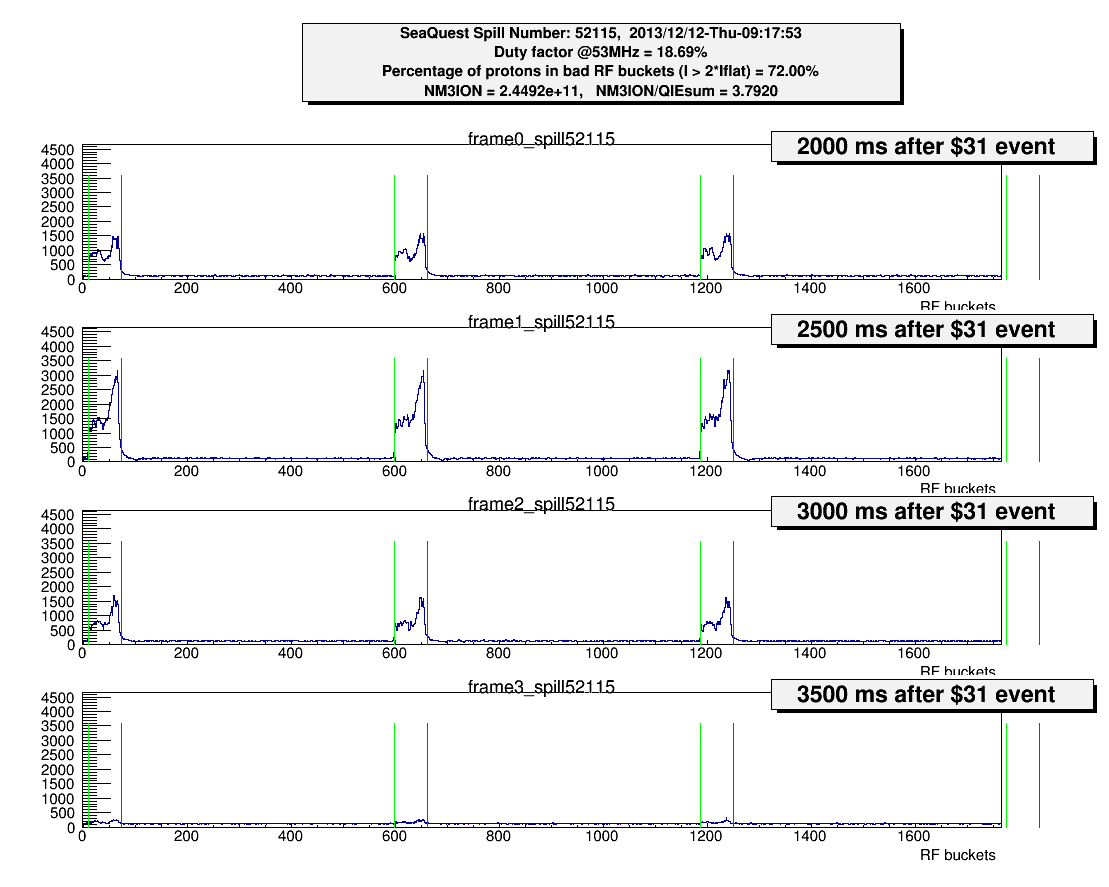 SeaQuest Spill Number: 52115, 2013/12/12-Thu-09:17:53
Duty factor @53MHz = 18.69%
Percentage of protons in bad RF buckets (I > 2*Iflat) = 72.00%
NM3ION = 2.4492e+11, NM3ION/QIEsum = 3.7920
frame0_spill52115
2000 ms after $31 event
4500
4000
3500
3000
2500
2000
1500
1000
500
0
0 200 400 600 800 1000 1200 1400 1600
RF buckets
frame1_spill52115
2500 ms after $31 event
4500
4000
3500
3000
2500
2000
1500
1000
500
0
0 200 400 600 800 1000 1200 1400 1600
RF buckets
frame2_spill52115
3000 ms after $31 event
4500
4000
3500
3000
2500
2000
1500
1000
500
0
0 200 400 600 800 1000 1200 1400 1600
RF buckets
frame3_spill52115
3500 ms after $31 event
4500
4000
3500
3000
2500
2000
1500
1000
500
0
0 200 400 600 800 1000 1200 1400 1600
RF buckets